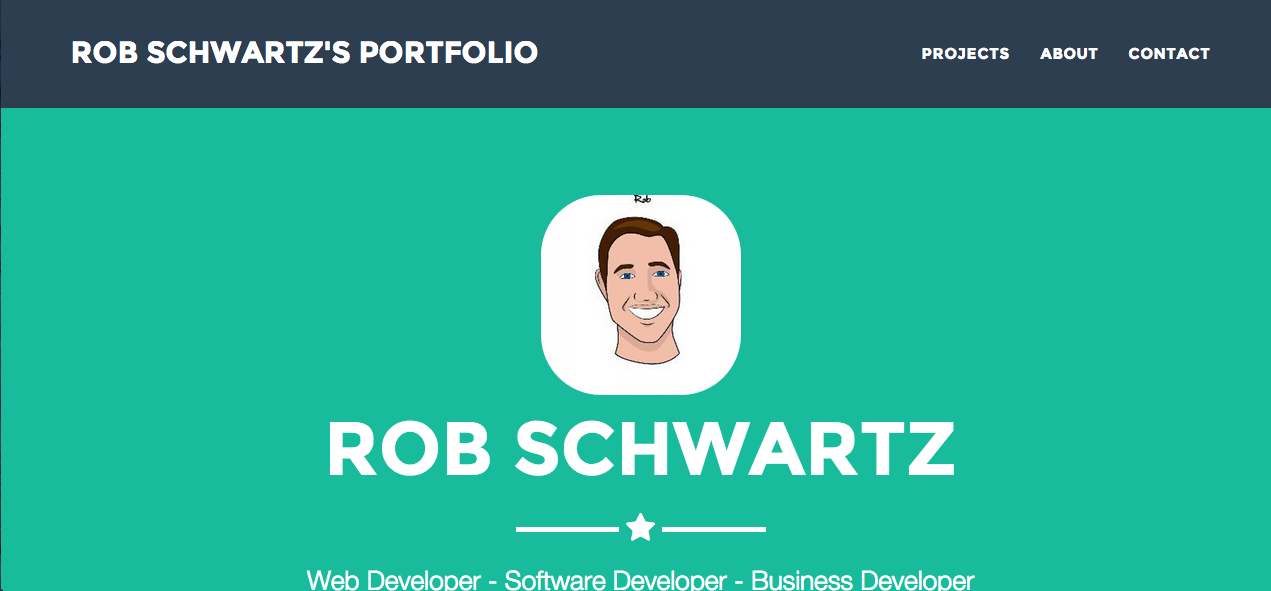 ROB SCHWARTZ'S PORTFOLIO
PROJECTS ABOUT CONTACT
Rob
ROB SCHWARTZ
Web Developer - Software Developer - Business Developer